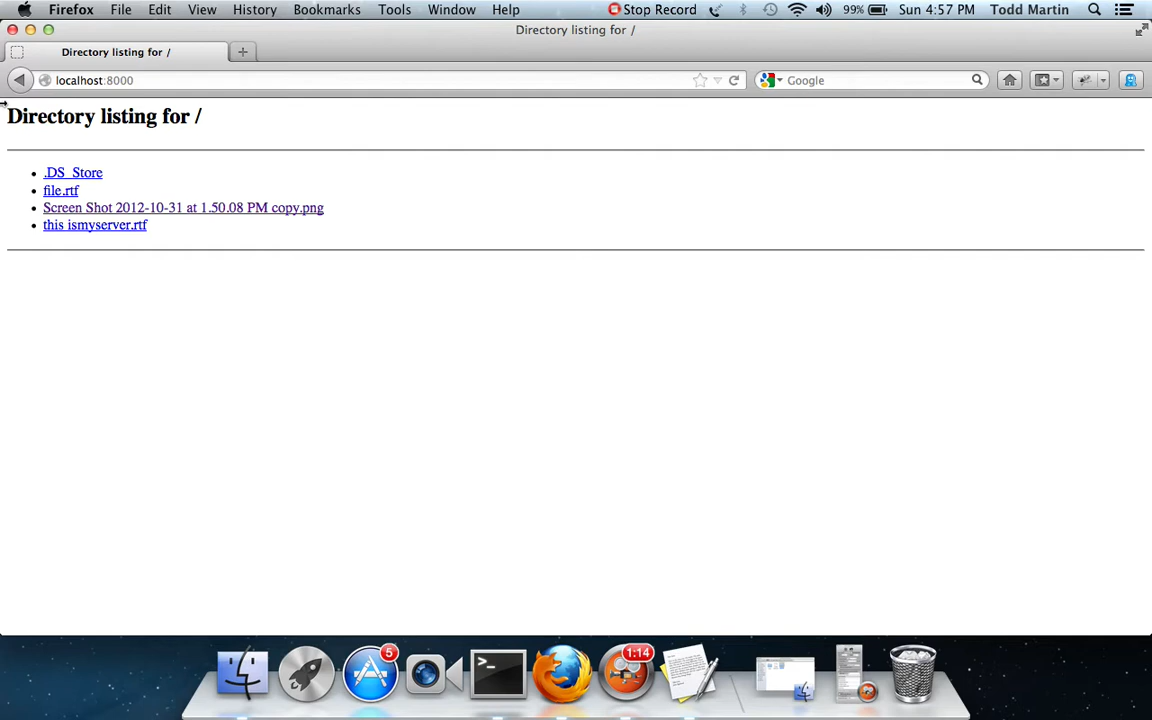 Firefox File Edit View History Bookmarks Tools Window Help Stop Record 99% Sun 4:57 PM Todd Martin
Directory listing for /
Directory listing for /
localhost:8000
Google
Directory listing for /
.DS_Store
file.rtf
Screen Shot 2012-10-31 at 1.50.08 PM copy.png
this ismyserver.rtf
5
>_
1:14